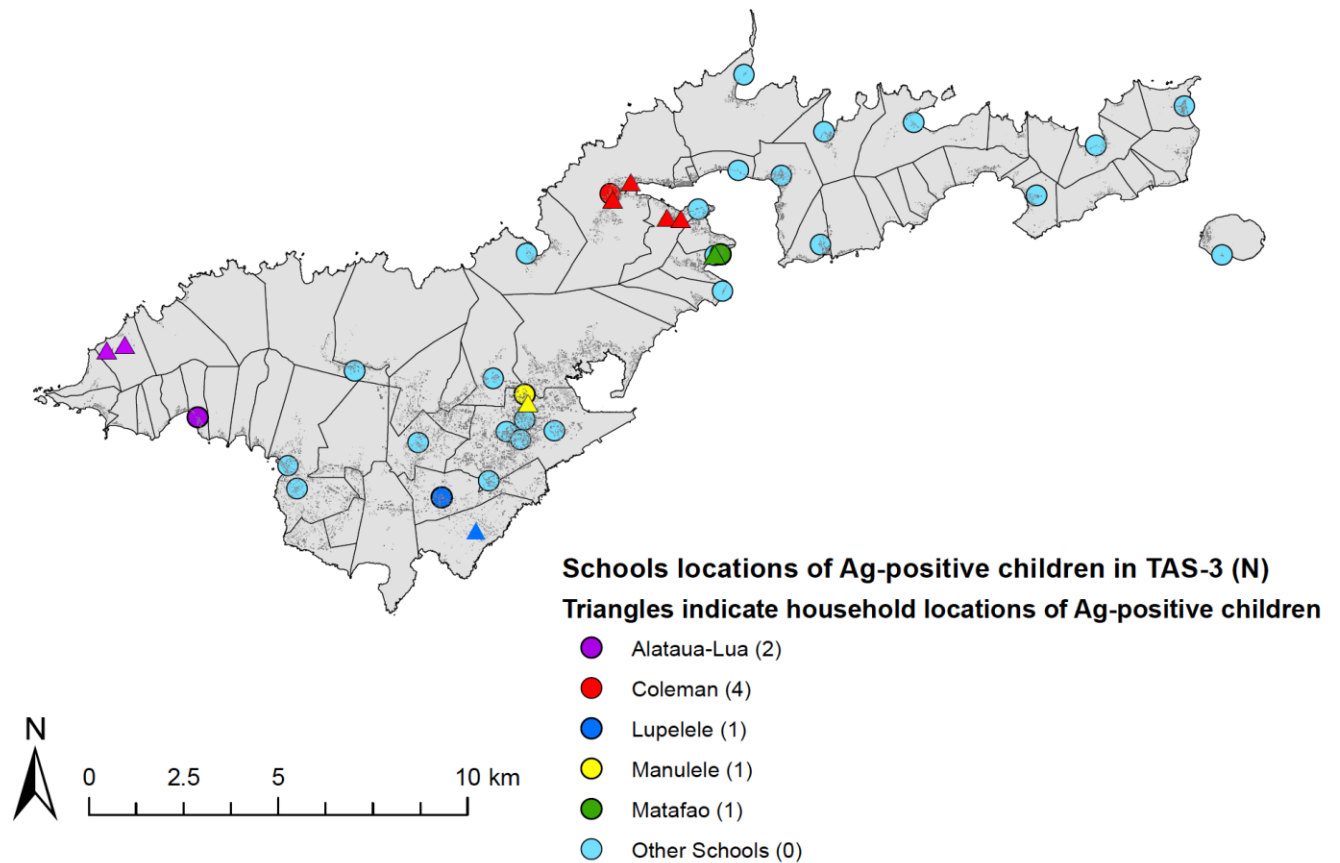 Schools locations of Ag-positive children in TAS-3 (N)
Triangles indicate household locations of Ag-positive children
Alataua-Lua (2)
Coleman (4)
Lupelele (1)
Manulele (1)
Matafao (1)
Other Schools (0)
N
0 2.5 5 10 km